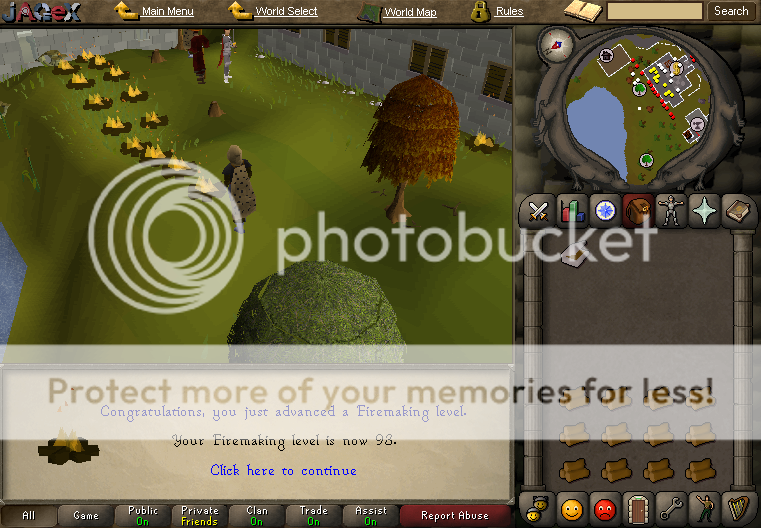 JAGEX
Main Menu
World Select
World Map
Rules
Search
photobucket
Protect more of your memories for less!
Congratulations, you just advanced a Firemaking level.
Your Firemaking level is now 93.
Click here to continue
All
Game
Public
On
Private
Friends
Clan
On
Trade
On
Assist
On
Report Abuse